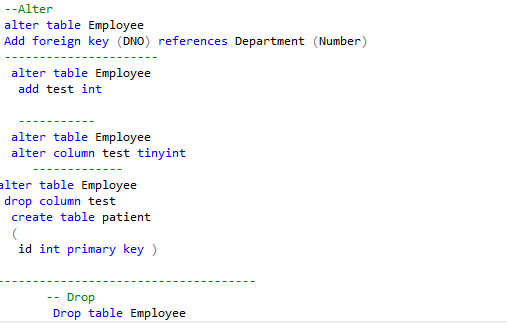 --Alter
alter table Employee
Add foreign key (DNO) references Department (Number)
----------------------
alter table Employee
add test int
-----------
alter table Employee
alter column test tinyint
-------------
alter table Employee
drop column test
create table patient
(
id int primary key )
-------------------------------------
-- Drop
Drop table Employee